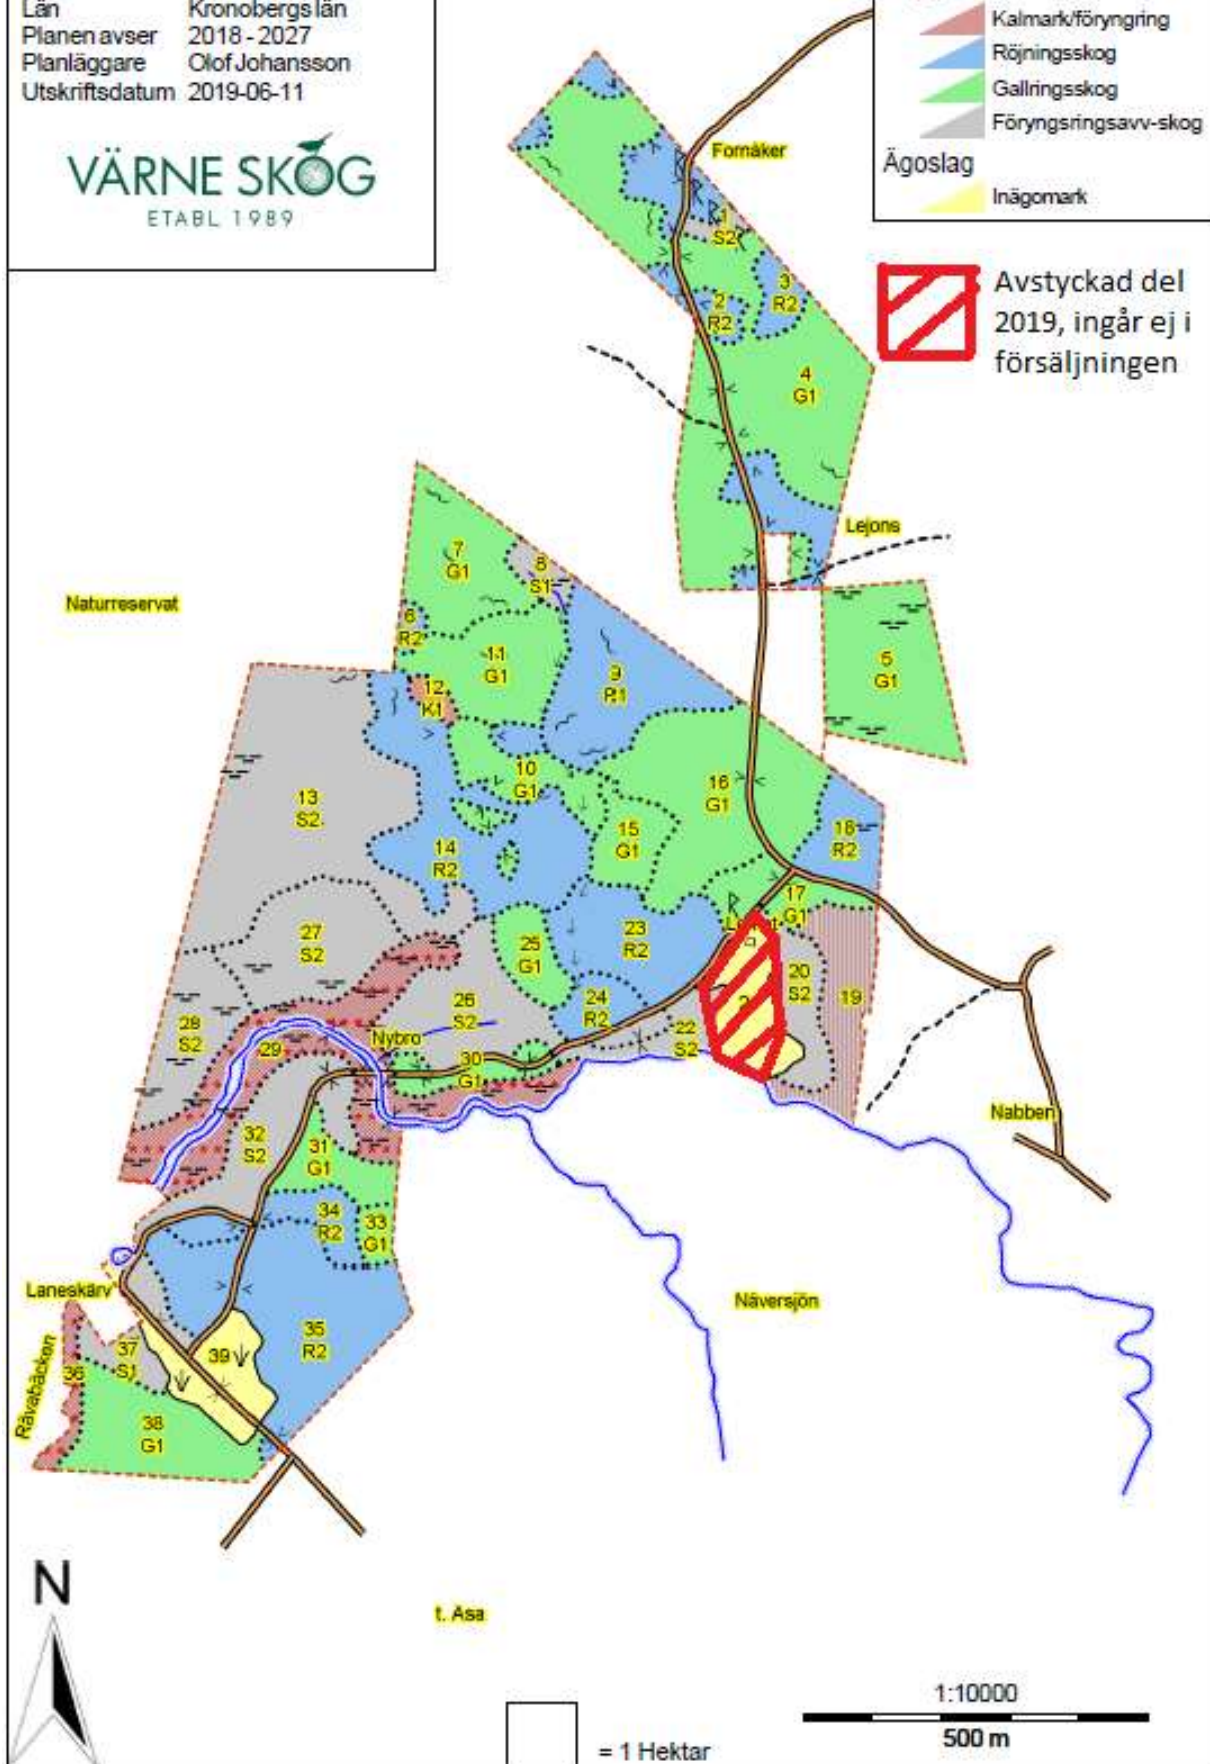 Län Kronobergs län
Planen avser 2018 - 2027
Planläggare Olof Johansson
Utskriftsdatum 2019-06-11
VÄRNE SKOG
ETABL 1989
Kalmark/föryngring
Röjningsskog
Gallringsskog
Föryngsringsavv-skog
Ägoslag
Inägomark
Avstyckad del
2019, ingår ej i
försäljningen
Fornåker
1
S2
3
R2
2
R2
4
G1
Lejons
7
G1
8
S1
Naturreservat
6
R2
11
G1
9
R1
5
G1
12
K1
10
G1
16
G1
13
S2
15
G1
18
R2
14
R2
17
G1
27
S2
25
G1
23
R2
20
S2
19
26
S2
24
R2
28
S2
22
S2
Nybro
29
30
G1
Nabben
32
S2
31
G1
34
R2
33
G1
Laneskärv
Näversjön
35
R2
37
S1
39
36
Rävabäcken
38
G1
N
t. Asa
1:10000
500 m
= 1 Hektar